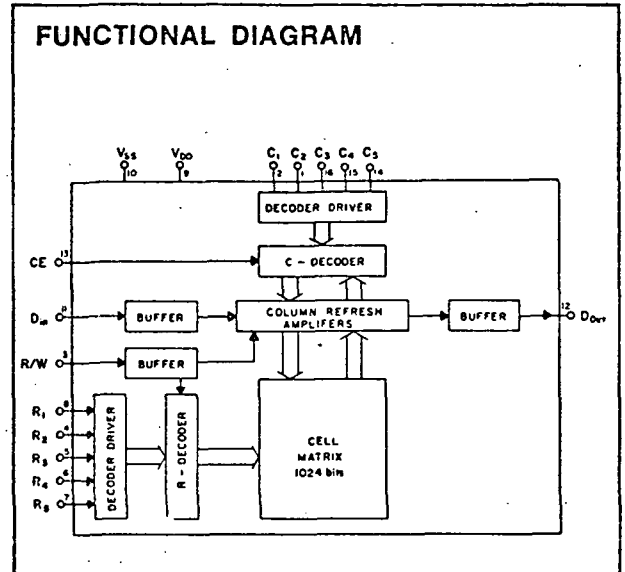 FUNCTIONAL DIAGRAM
VSS VDD C1 C2 C3 C4 C5
10 9 2 1 16 15 14
DECODER DRIVER
CE 13
C - DECODER
DIN 11
BUFFER
COLUMN REFRESH
AMPLIFERS
BUFFER
12 DOUT
R/W 3
BUFFER
R1 8
R2 4
R3 5
R4 6
R5 7
DECODER DRIVER
R - DECODER
CELL
MATRIX
1024 bits